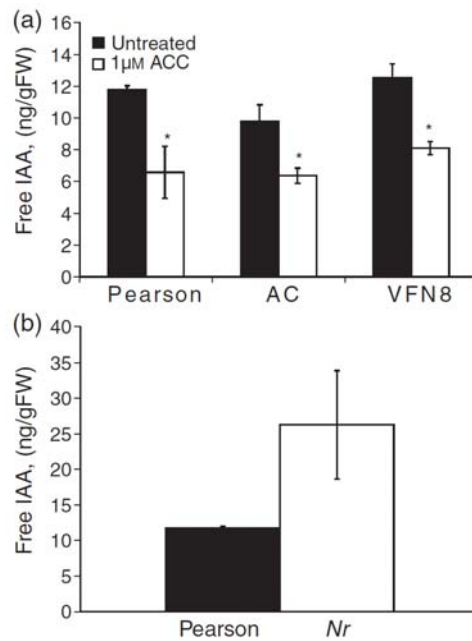 (a)
Untreated
1µM ACC
Free IAA, (ng/gFW)
16
14
12
10
8
6
4
2
0
*
*
*
Pearson AC VFN8
(b)
Free IAA, (ng/gFW)
40
35
30
25
20
15
10
5
0
Pearson Nr